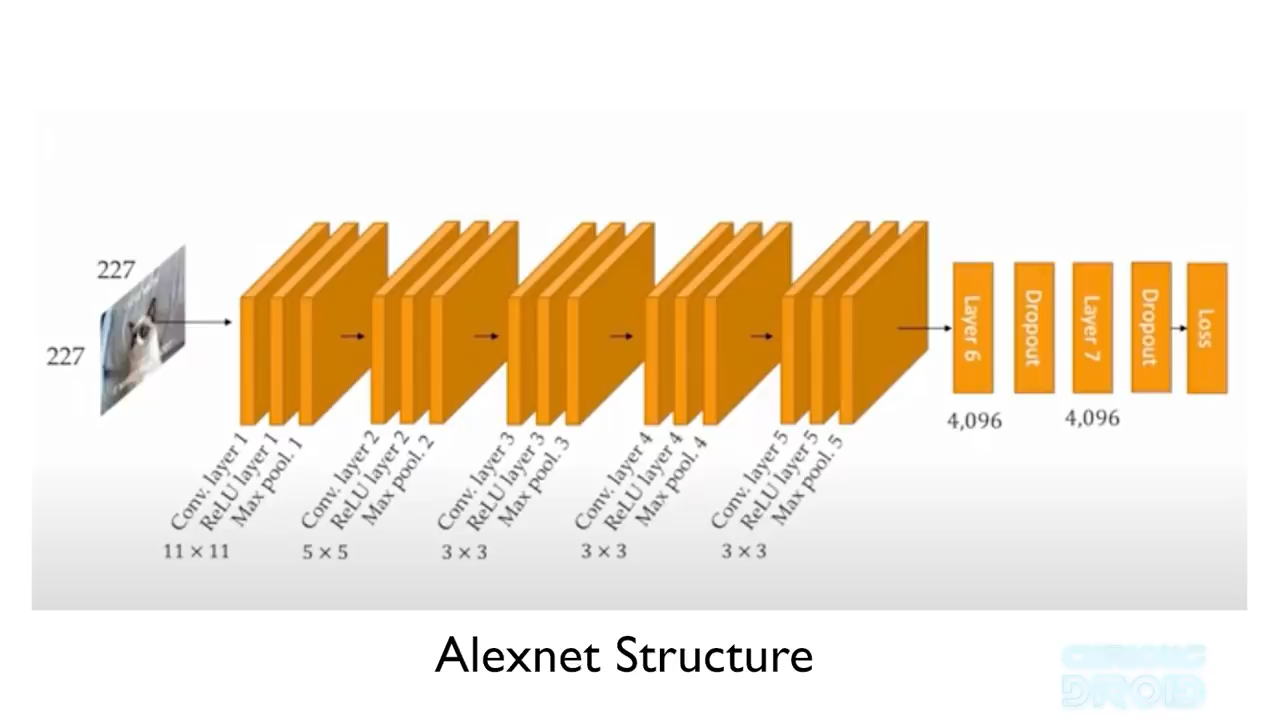 227
227
Conv. layer 1
ReLU layer 1
Max pool. 1
11 × 11
Conv. layer 2
ReLU layer 2
Max pool. 2
5 × 5
Conv. layer 3
ReLU layer 3
Max pool. 3
3 × 3
Conv. layer 4
ReLU layer 4
Max pool. 4
3 × 3
Conv. layer 5
ReLU layer 5
Max pool. 5
3 × 3
Layer 6
4,096
Dropout
Layer 7
4,096
Dropout
Loss
Alexnet Structure
DROID